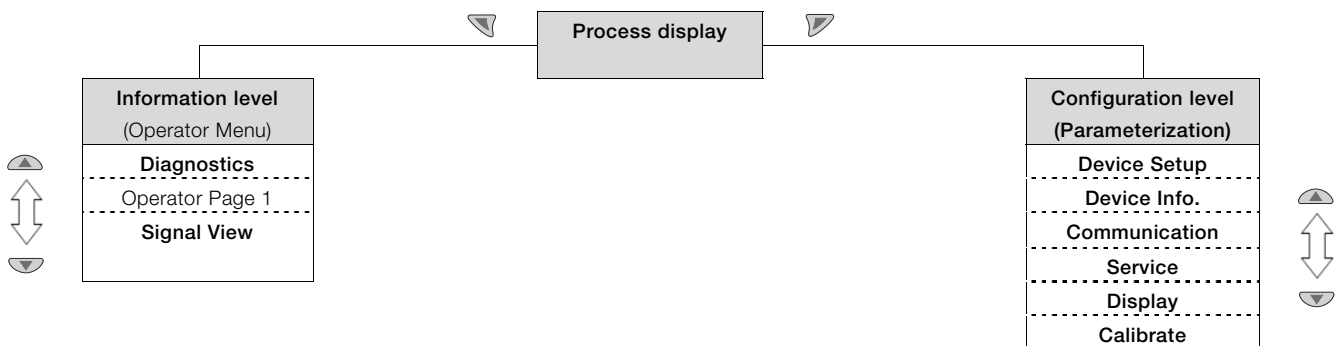 Process display
Information level
(Operator Menu)
Diagnostics
Operator Page 1
Signal View
Configuration level
(Parameterization)
Device Setup
Device Info.
Communication
Service
Display
Calibrate